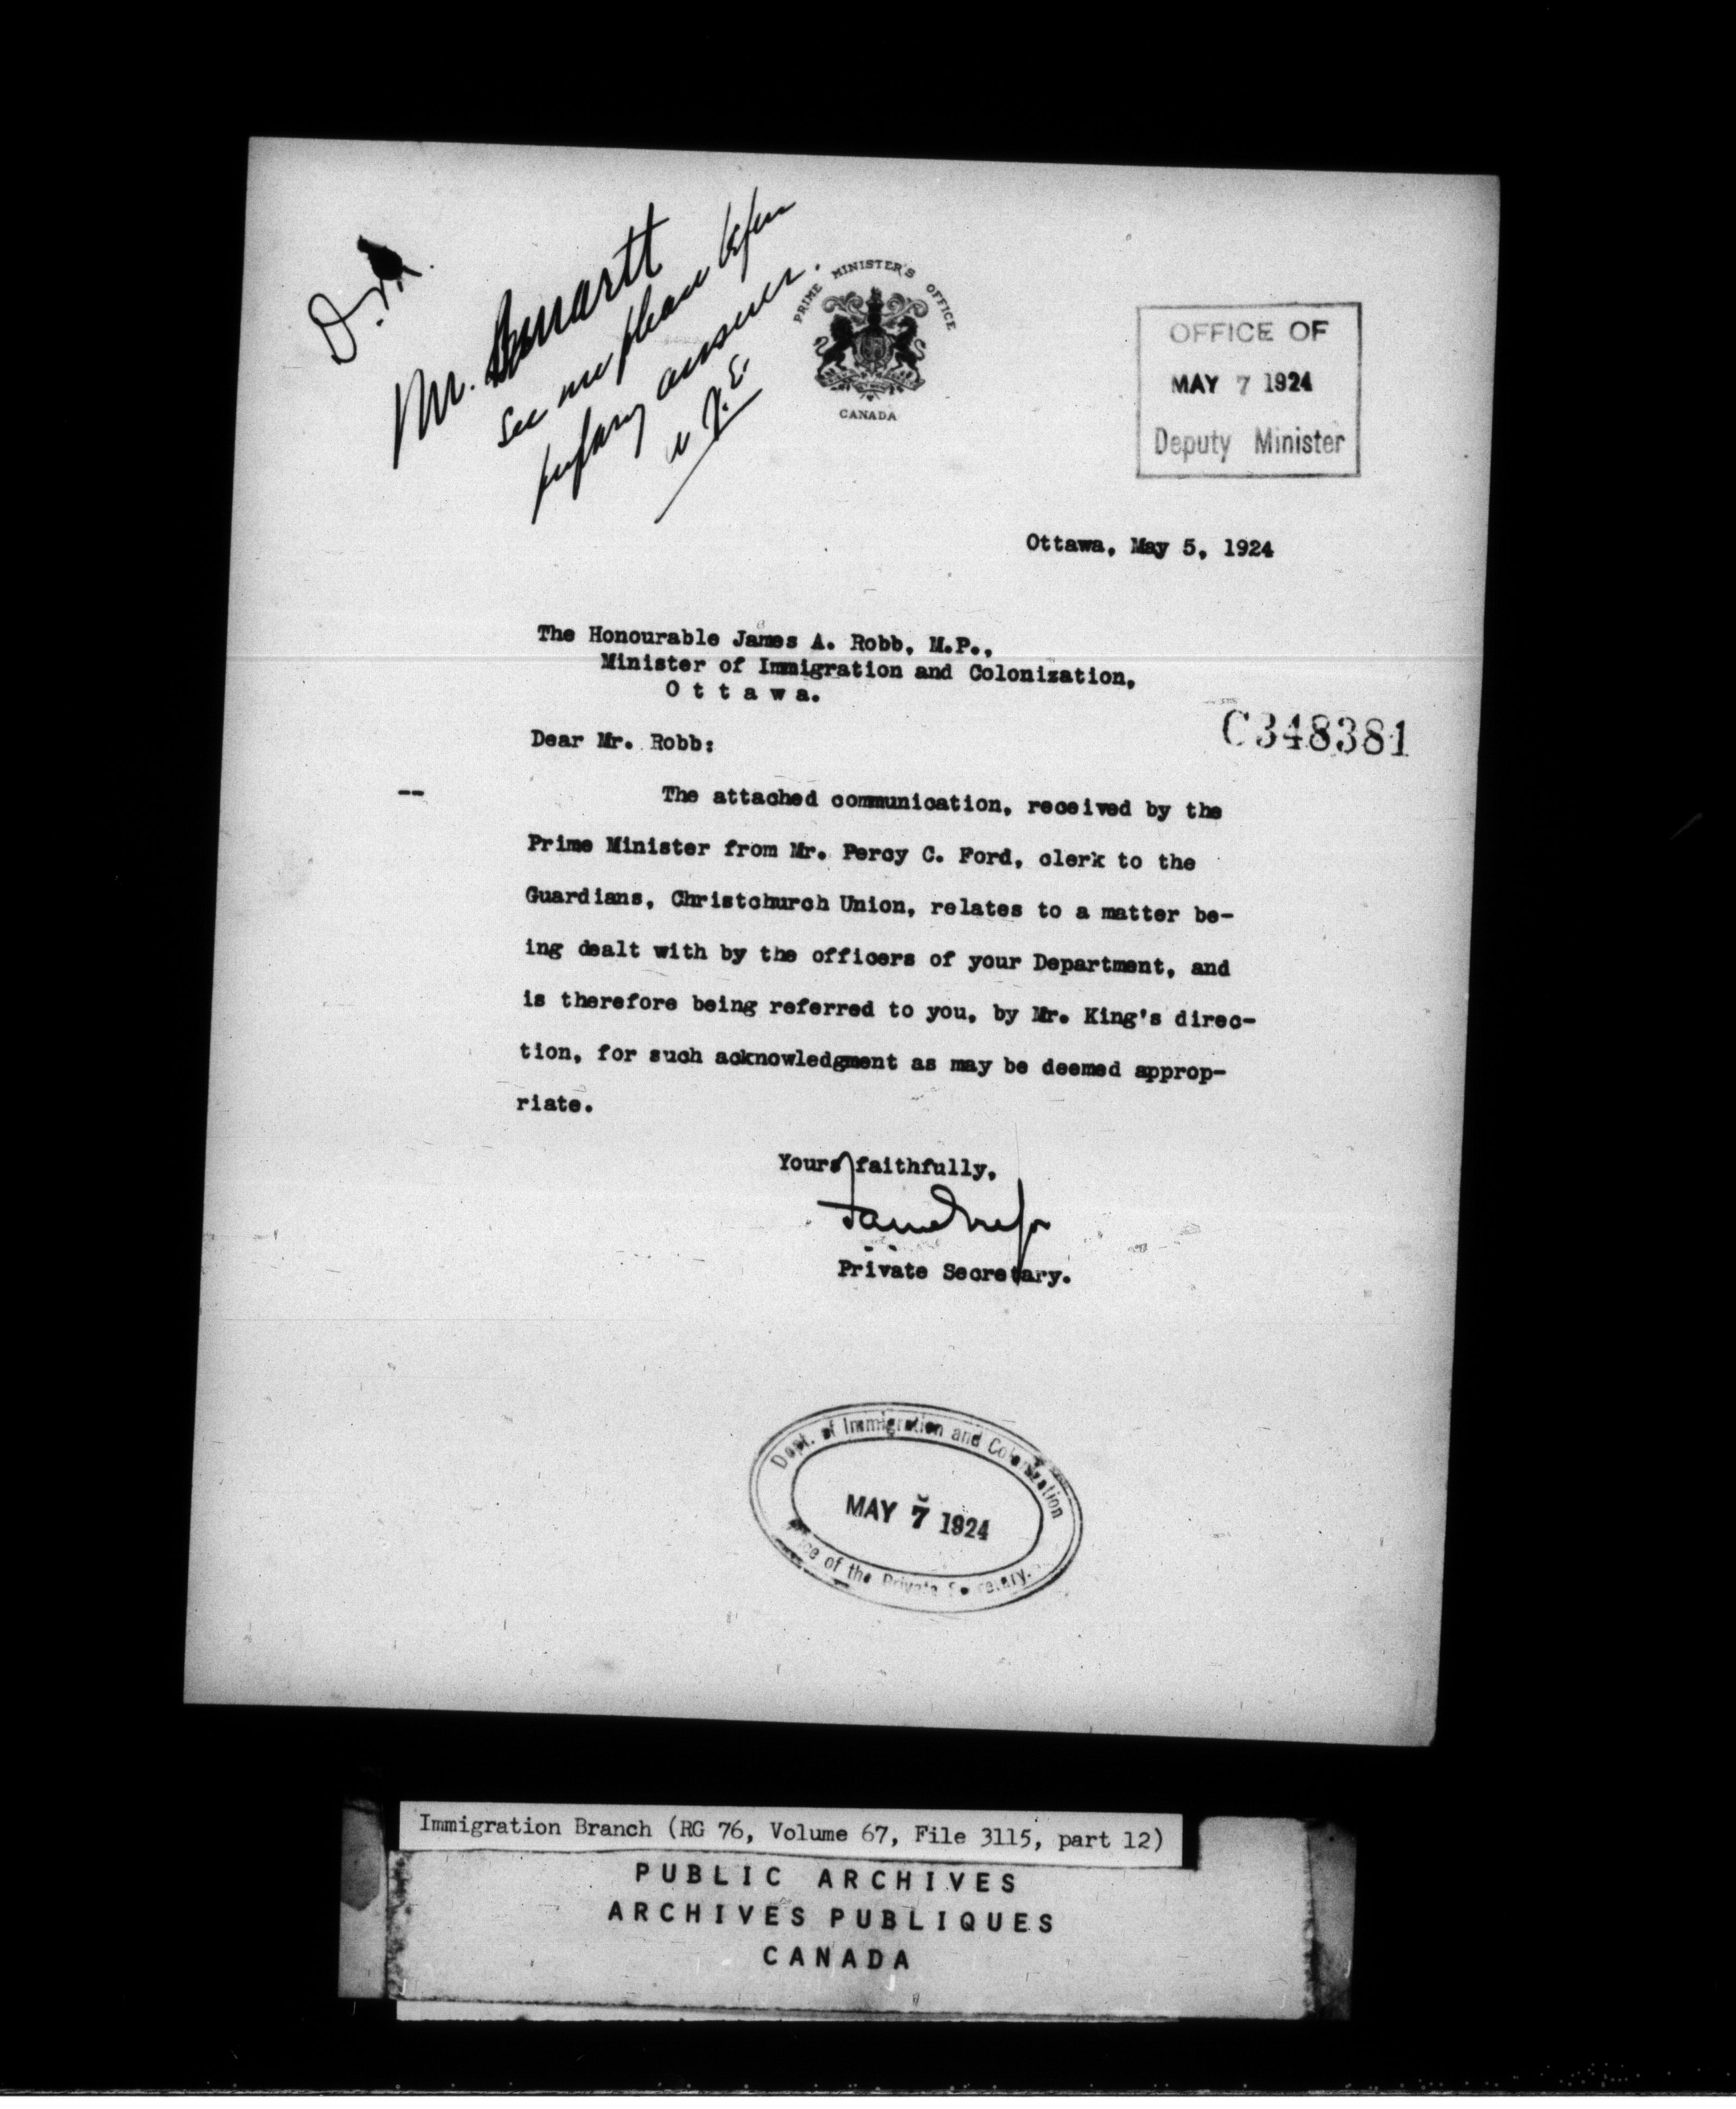 D.M.
Mr.
See me please before
preparing answer.
PRIME MINISTER'S OFFICE
CANADA
OFFICE OF
MAY 7 1924
Deputy Minister
Ottawa, May 5, 1924
The Honourable James A. Robb, M.P.,
Minister of Immigration and Colonization,
Ottawa.
C348381
Dear Mr. Robb:
-- The attached communication, received by the
Prime Minister from Mr. Percy C. Ford, clerk to the
Guardians, Christchurch Union, relates to a matter be-
ing dealt with by the officers of your Department, and
is therefore being referred to you, by Mr. King's direc-
tion, for such acknowledgment as may be deemed approp-
riate.
Yours faithfully,
Private Secretary.
Dept. of Immigration and Colonization
MAY 7 1924
Office of the Private Secretary.
Immigration Branch (RG 76, Volume 67, File 3115, part 12)
PUBLIC ARCHIVES
ARCHIVES PUBLIQUES
CANADA